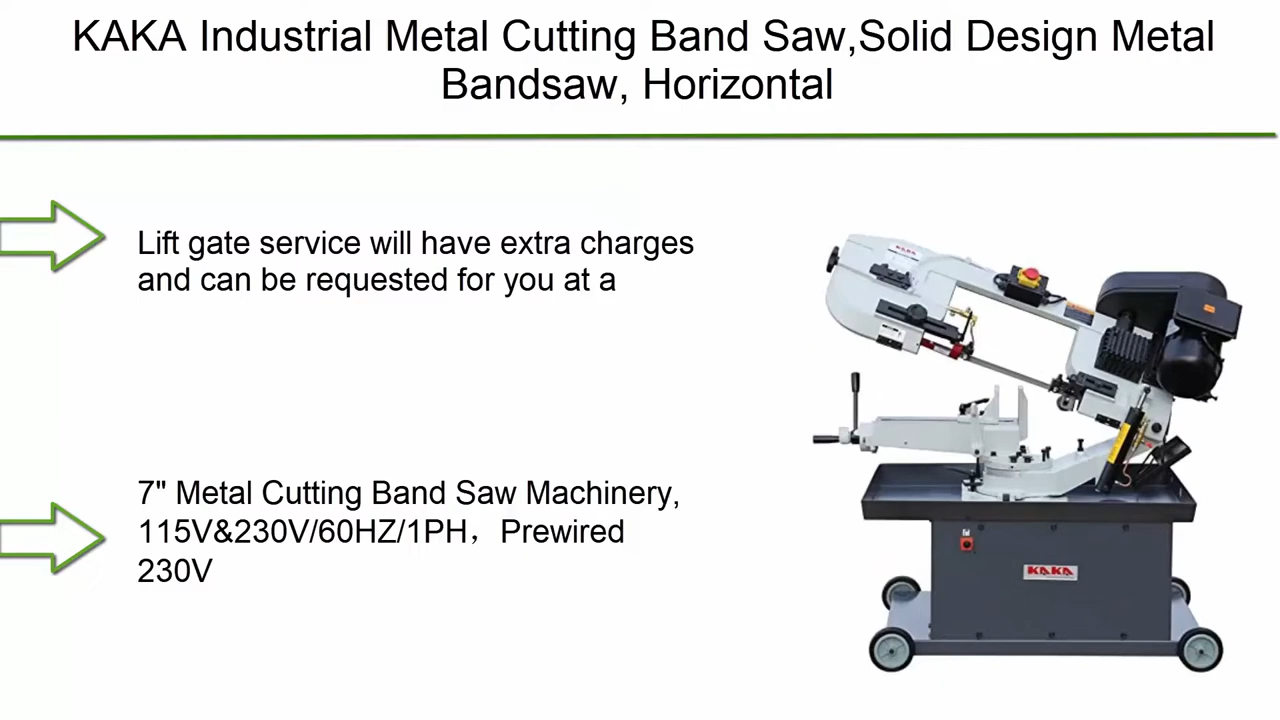 KAKA Industrial Metal Cutting Band Saw,Solid Design Metal
Bandsaw, Horizontal
Lift gate service will have extra charges
and can be requested for you at a
7" Metal Cutting Band Saw Machinery,
115V&230V/60HZ/1PH，Prewired
230V
KAKA
KAKA